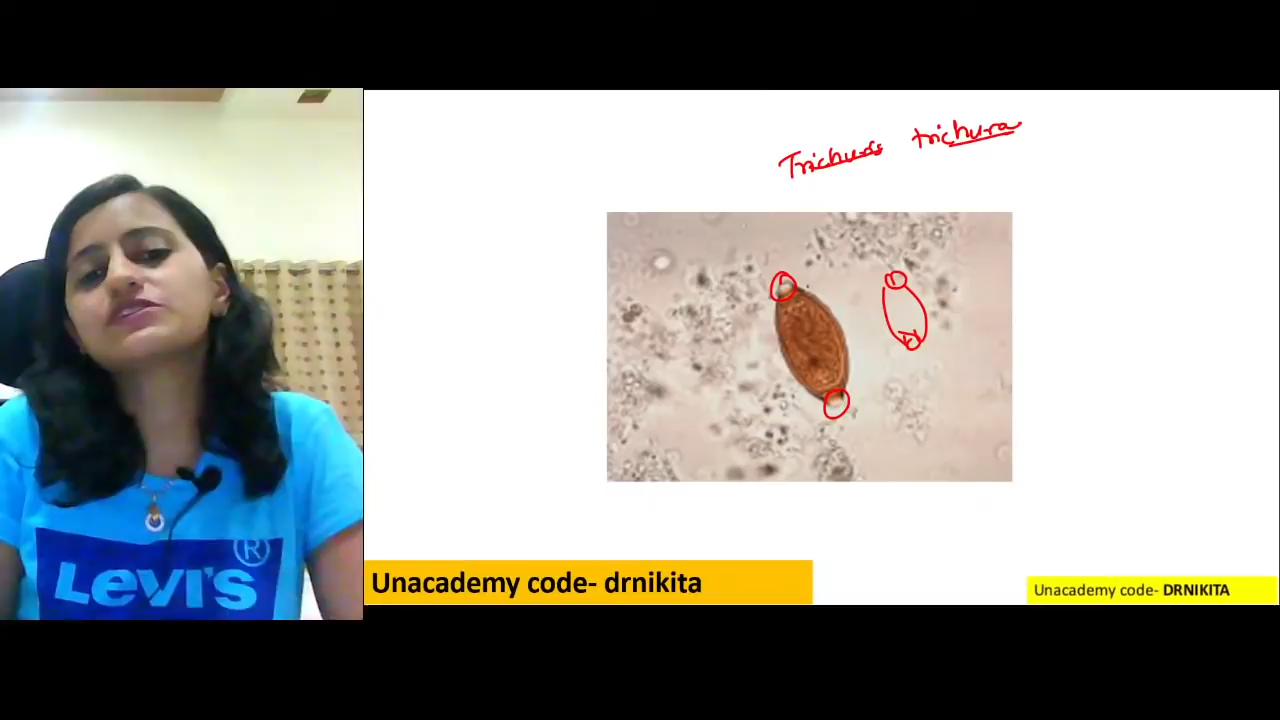 Trichuris trichura
LEVI'S
®
Unacademy code- drnikita
Unacademy code- DRNIKITA